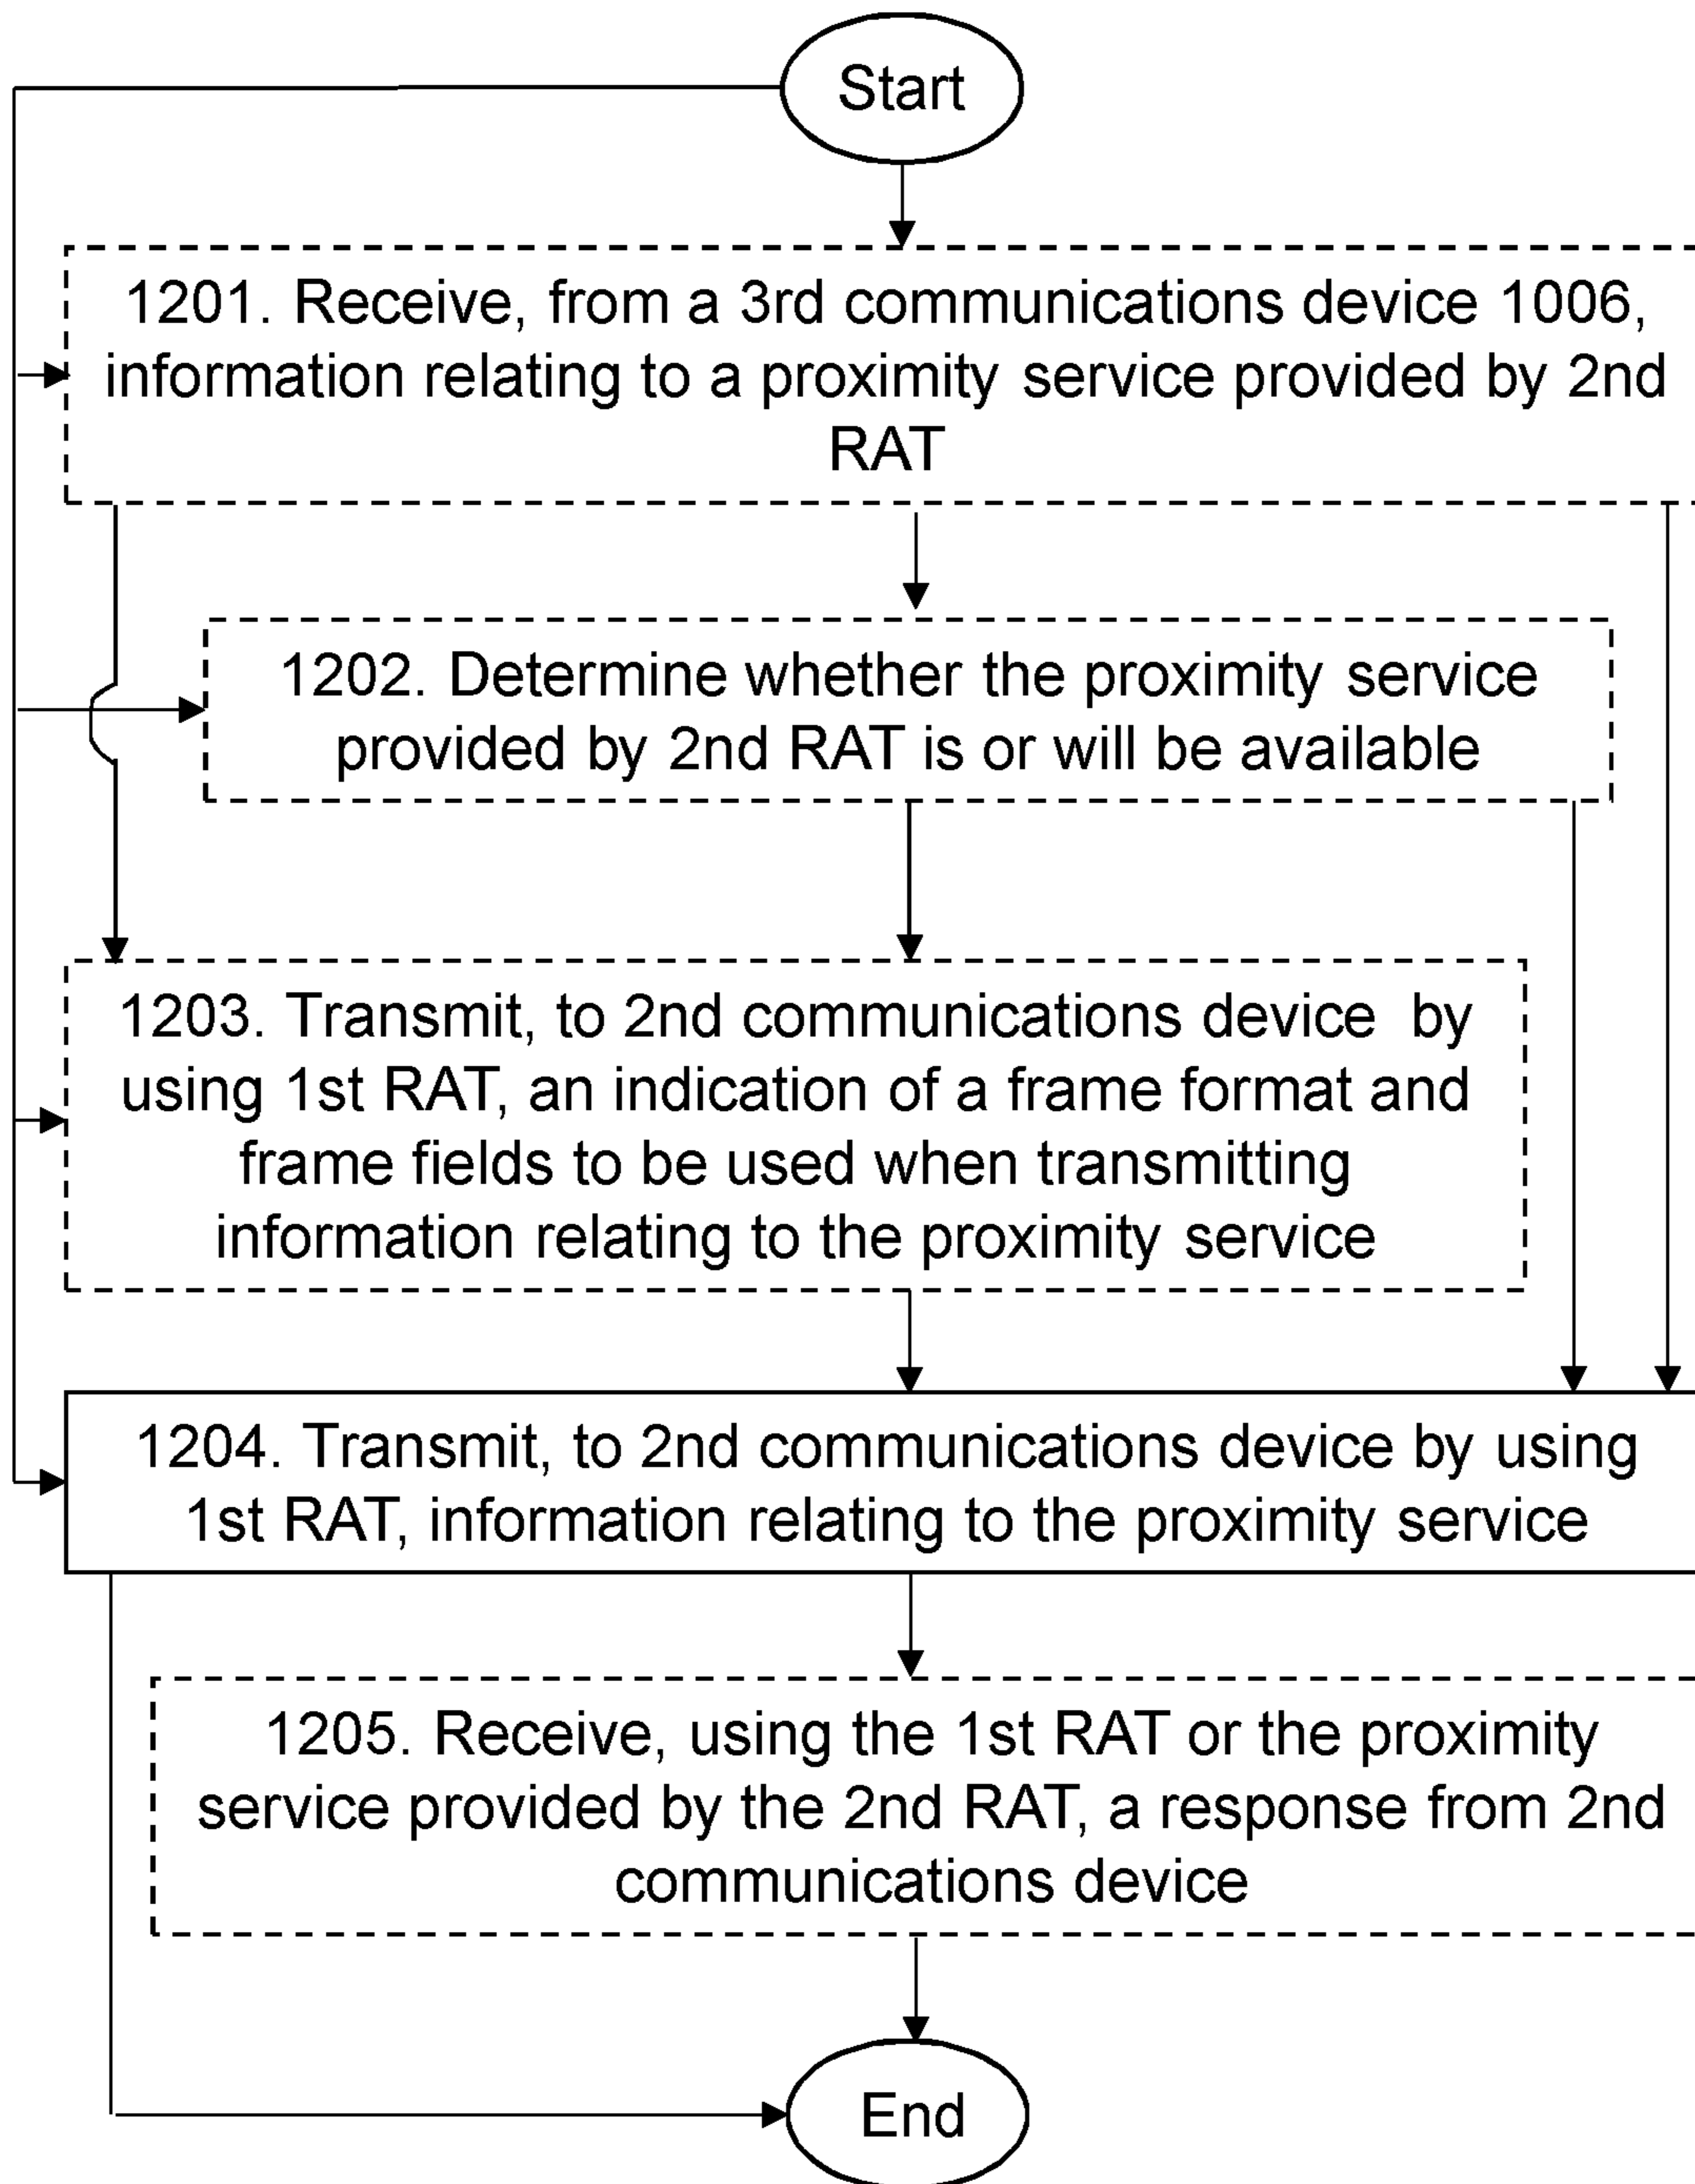 Start
1201. Receive, from a 3rd communications device 1006,
information relating to a proximity service provided by 2nd
RAT
1202. Determine whether the proximity service
provided by 2nd RAT is or will be available
1203. Transmit, to 2nd communications device by
using 1st RAT, an indication of a frame format and
frame fields to be used when transmitting
information relating to the proximity service
1204. Transmit, to 2nd communications device by using
1st RAT, information relating to the proximity service
1205. Receive, using the 1st RAT or the proximity
service provided by the 2nd RAT, a response from 2nd
communications device
End